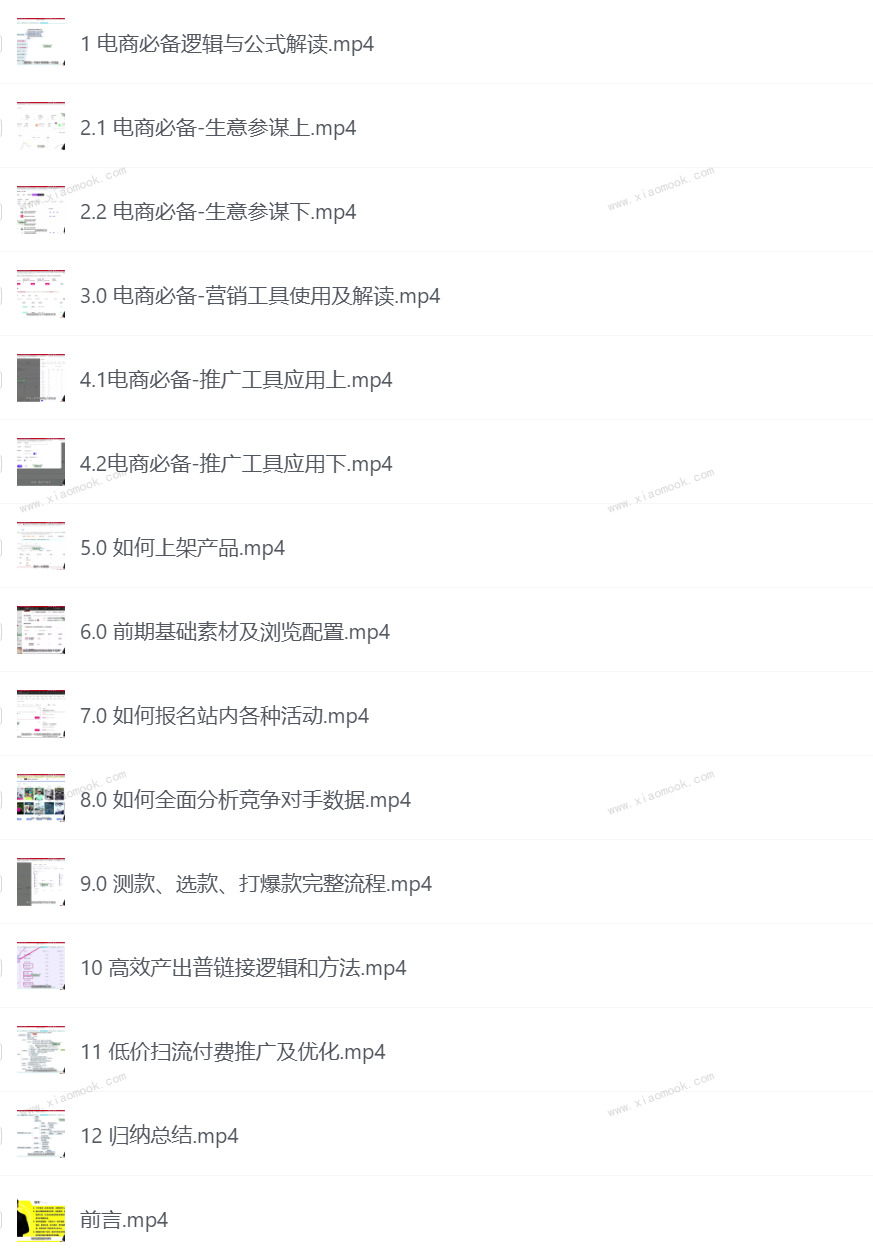 1 电商必备逻辑与公式解读.mp4
2.1 电商必备-生意参谋上.mp4
www.xiaomook.com
www.xiaomook.com
2.2 电商必备-生意参谋下.mp4
3.0 电商必备-营销工具使用及解读.mp4
4.1电商必备-推广工具应用上.mp4
4.2电商必备-推广工具应用下.mp4
www.xiaomook.com
www.xiaomook.com
5.0 如何上架产品.mp4
6.0 前期基础素材及浏览配置.mp4
7.0 如何报名站内各种活动.mp4
www.xiaomook.com
www.xiaomook.com
8.0 如何全面分析竞争对手数据.mp4
9.0 测款、选款、打爆款完整流程.mp4
10 高效产出普链接逻辑和方法.mp4
11 低价扫流付费推广及优化.mp4
www.xiaomook.com
www.xiaomook.com
12 归纳总结.mp4
前言.mp4